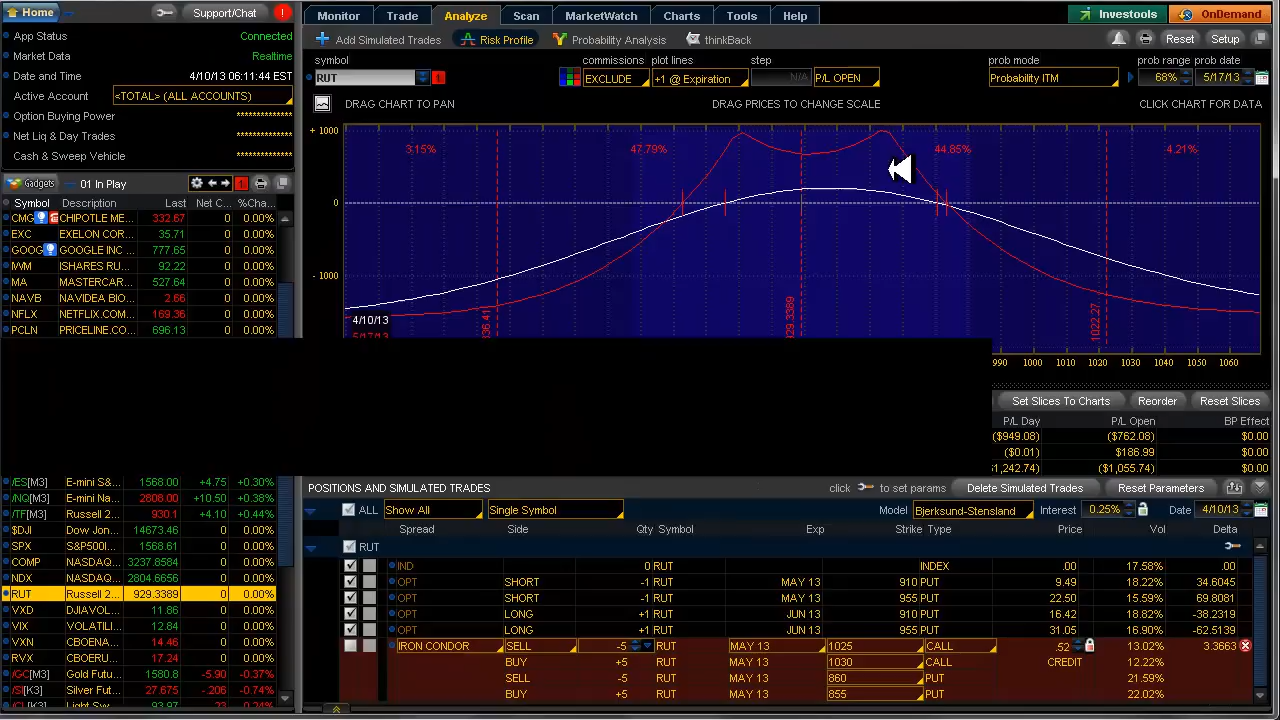 Home
Support/Chat
App Status Connected
Market Data Realtime
Date and Time 4/10/13 06:11:44 EST
Active Account <TOTAL> (ALL ACCOUNTS)
Option Buying Power **************
Net Liq & Day Trades **************
Cash & Sweep Vehicle **************
Gadgets 01 In Play 1
Symbol Description Last Net C... %Cha...
CMG CHIPOTLE ME... 332.67 0 0.00%
EXC EXELON COR... 35.71 0 0.00%
GOOG GOOGLE INC 777.65 0 0.00%
IWM ISHARES RU... 92.22 0 0.00%
MA MASTERCAR... 527.64 0 0.00%
NAVB NAVIDEA BIO... 2.66 0 0.00%
NFLX NETFLIX.COM... 169.36 0 0.00%
PCLN PRICELINE.CO... 696.13 0 0.00%
/ES[M3] E-mini S&... 1568.00 +4.75 +0.30%
/NQ[M3] E-mini Na... 2808.00 +10.50 +0.38%
/TF[M3] Russell 2... 930.1 +4.10 +0.44%
$DJI Dow Jon... 14673.46 0 0.00%
SPX S&P500I... 1568.61 0 0.00%
COMP NASDAQ... 3237.8584 0 0.00%
NDX NASDAQ... 2804.6656 0 0.00%
RUT Russell 2... 929.3389 0 0.00%
VXD DJIAVOL... 11.86 0 0.00%
VIX VOLATILI... 12.84 0 0.00%
VXN CBOENA... 14.46 0 0.00%
RVX CBOERU... 17.24 0 0.00%
/GC[M3] Gold Futu... 1580.8 -5.90 -0.37%
/SI[K3] Silver Fut... 27.675 -.206 -0.74%
Monitor Trade Analyze Scan MarketWatch Charts Tools Help
Investools OnDemand
Add Simulated Trades Risk Profile Probability Analysis thinkBack
Reset Setup
symbol commissions plot lines step prob mode prob range prob date
RUT 1 EXCLUDE +1 @ Expiration N/A P/L OPEN Probability ITM 68% 5/17/13
DRAG CHART TO PAN DRAG PRICES TO CHANGE SCALE CLICK CHART FOR DATA
+ 1000
3.15% 47.79% 44.85% 4.21%
0
- 1000
929.3389 1022.27
4/10/13
1000 1010 1020 1030 1040 1050 1060
Set Slices To Charts Reorder Reset Slices
P/L Day P/L Open BP Effect
($949.08) ($762.08) $0.00
($0.01) $186.99 $0.00
($1,055.74) $0.00
POSITIONS AND SIMULATED TRADES click to set params Delete Simulated Trades Reset Parameters
ALL Show All Single Symbol Model Bjerksund-Stensland Interest 0.25% Date 4/10/13
Spread Side Qty Symbol Exp Strike Type Price Vol Delta
RUT
IND 0 RUT INDEX .00 17.56% .00
OPT SHORT -1 RUT MAY 13 910 PUT 9.49 18.22% 34.6045
OPT SHORT -1 RUT MAY 13 955 PUT 22.50 15.59% 69.8081
OPT LONG +1 RUT JUN 13 910 PUT 16.42 18.82% -38.2319
OPT LONG +1 RUT JUN 13 955 PUT 31.05 16.90% -62.5139
IRON CONDOR SELL -5 RUT MAY 13 1025 CALL .52 13.02% 3.3663
BUY +5 RUT MAY 13 1030 CALL CREDIT 12.22%
SELL -5 RUT MAY 13 860 PUT 21.59%
BUY +5 RUT MAY 13 855 PUT 22.02%